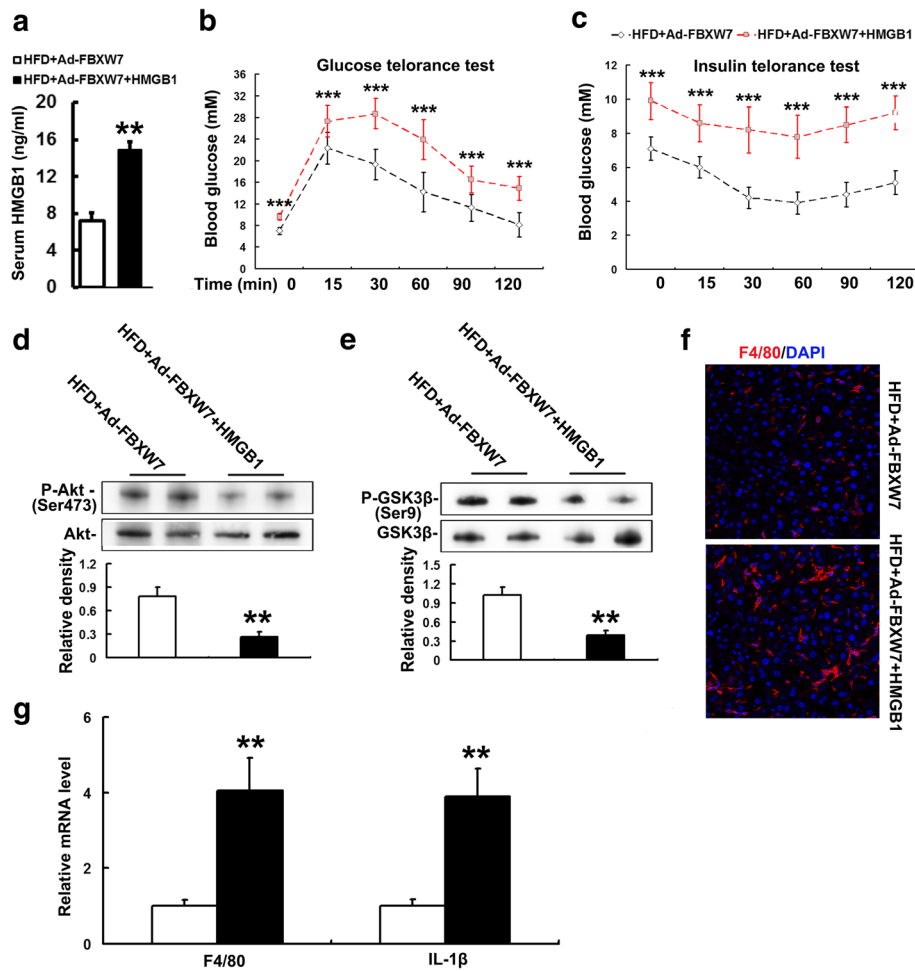 a
HFD+Ad-FBXW7
HFD+Ad-FBXW7+HMGB1
Serum HMGB1 (ng/ml)
20
16
12
8
4
0
**
b
Glucose telorance test
Blood glucose (mM)
36
32
28
24
20
16
12
8
4
0
***
***
***
***
***
***
Time (min) 0 15 30 60 90 120
c
HFD+Ad-FBXW7 HFD+Ad-FBXW7+HMGB1
Insulin telorance test
Blood glucose (mM)
12
10
8
6
4
2
0
***
***
***
***
***
***
0 15 30 60 90 120
d
HFD+Ad-FBXW7
HFD+Ad-FBXW7+HMGB1
P-Akt -
(Ser473)
Akt-
Relative density
1.2
0.9
0.6
0.3
0
**
e
HFD+Ad-FBXW7
HFD+Ad-FBXW7+HMGB1
P-GSK3β-
(Ser9)
GSK3β-
Relative density
1.5
1.2
0.9
0.6
0.3
0
**
f
F4/80/DAPI
HFD+Ad-FBXW7
HFD+Ad-FBXW7+HMGB1
g
Relative mRNA level
6
4
2
0
**
**
F4/80 IL-1β